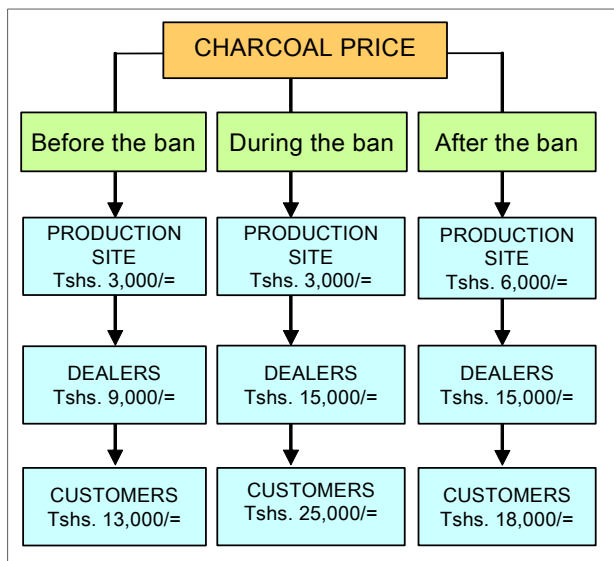 CHARCOAL PRICE
Before the ban
During the ban
After the ban
PRODUCTION
SITE
Tshs. 3,000/=
PRODUCTION
SITE
Tshs. 3,000/=
PRODUCTION
SITE
Tshs. 6,000/=
DEALERS
Tshs. 9,000/=
DEALERS
Tshs. 15,000/=
DEALERS
Tshs. 15,000/=
CUSTOMERS
Tshs. 13,000/=
CUSTOMERS
Tshs. 25,000/=
CUSTOMERS
Tshs. 18,000/=